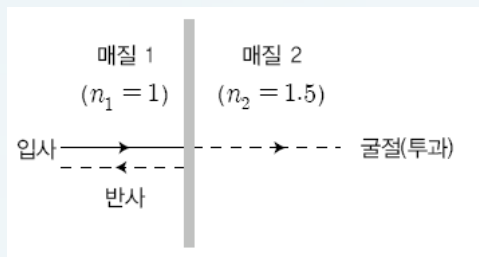 매질 1 매질 2
(n₁ = 1) (n₂ = 1.5)
입사 굴절(투과)
반사